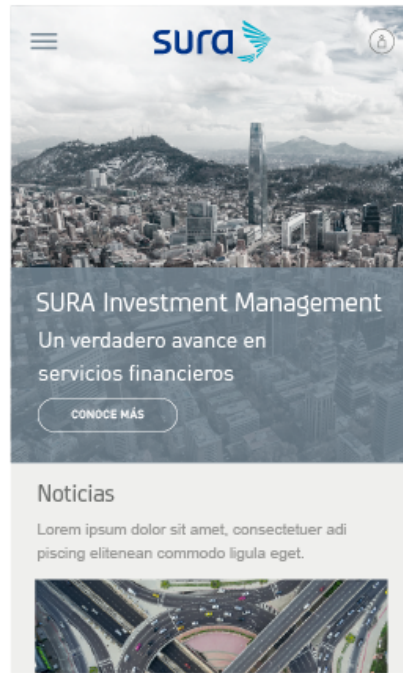 sura
SURA Investment Management
Un verdadero avance en
servicios financieros
CONOCE MÁS
Noticias
Lorem ipsum dolor sit amet, consectetuer adi
piscing elitenean commodo ligula eget.